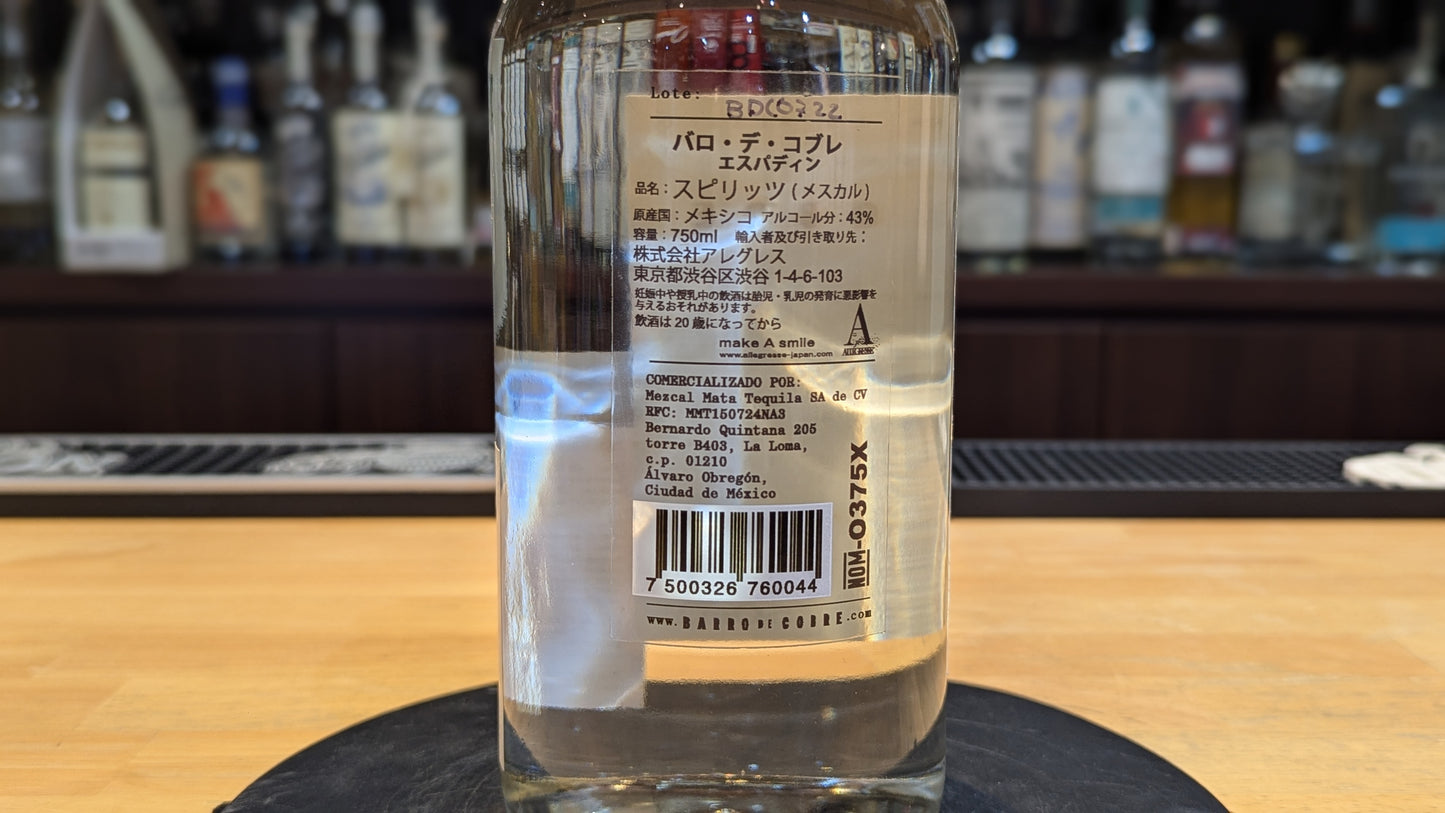 Lote: BDC0722
バロ・デ・コブレ
エスパディン
品名：スピリッツ（メスカル）
原産国：メキシコ アルコール分：43%
容量：750ml 輸入者及び引き取り先：
株式会社アレグレス
東京都渋谷区渋谷 1-4-6-103
妊娠中や授乳中の飲酒は胎児・乳児の発育に悪影響を
与えるおそれがあります。
飲酒は 20 歳になってから
make A smile
www.allegresse-japan.com
A
ALLEGRESSE
COMERCIALIZADO POR:
Mezcal Mata Tequila SA de CV
RFC: MMT150724NA3
Bernardo Quintana 205
torre B403, La Loma,
c.p. 01210
Álvaro Obregón,
Ciudad de México
NOM-O375X
7 500326 760044
www.BARRO DE COBRE.com